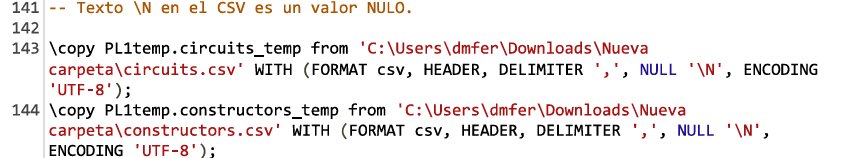 141 -- Texto \N en el CSV es un valor NULO.
142
143 \copy PL1temp.circuits_temp from 'C:\Users\dmfer\Downloads\Nueva
carpeta\circuits.csv' WITH (FORMAT csv, HEADER, DELIMITER ',', NULL '\N', ENCODING
'UTF-8');
144 \copy PL1temp.constructors_temp from 'C:\Users\dmfer\Downloads\Nueva
carpeta\constructors.csv' WITH (FORMAT csv, HEADER, DELIMITER ',', NULL '\N',
ENCODING 'UTF-8');